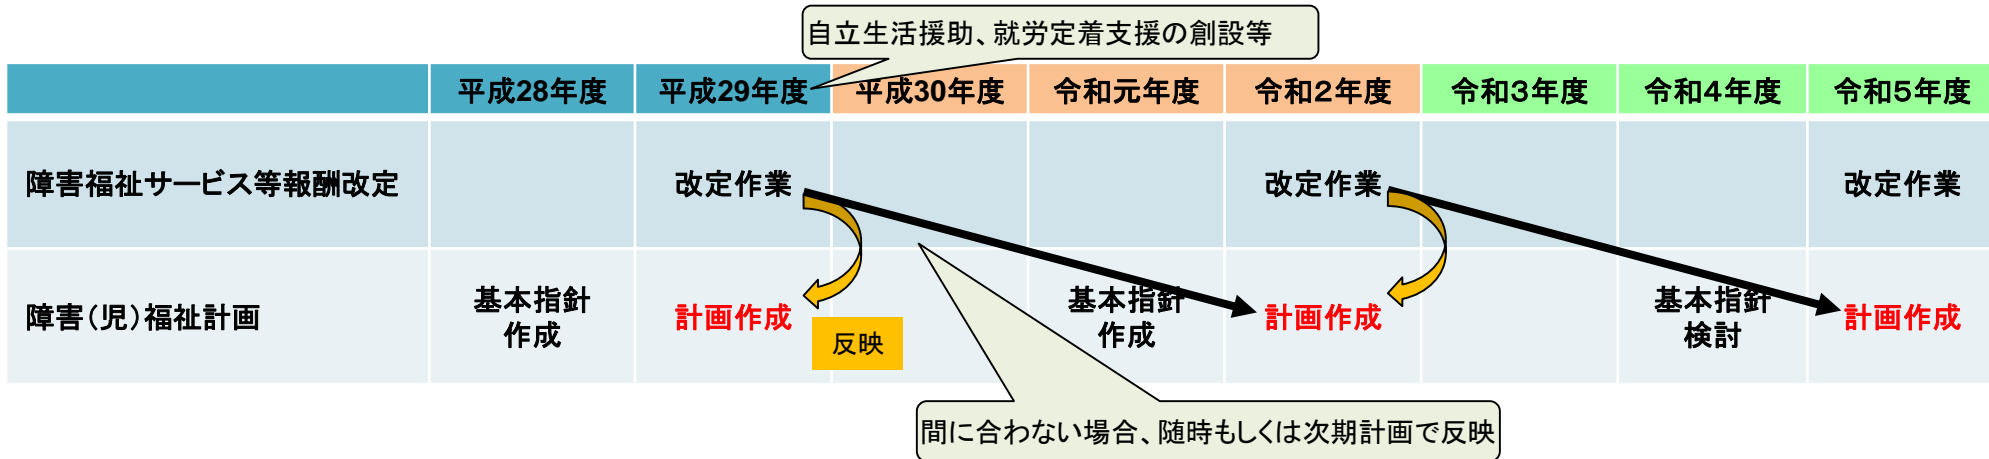 自立生活援助、就労定着支援の創設等
平成28年度 平成29年度 平成30年度 令和元年度 令和２年度 令和３年度 令和４年度 令和５年度
障害福祉サービス等報酬改定 改定作業 改定作業 改定作業
障害（児）福祉計画 基本指針 計画作成 基本指針 計画作成 基本指針 計画作成
作成 作成 検討
反映
間に合わない場合、随時もしくは次期計画で反映